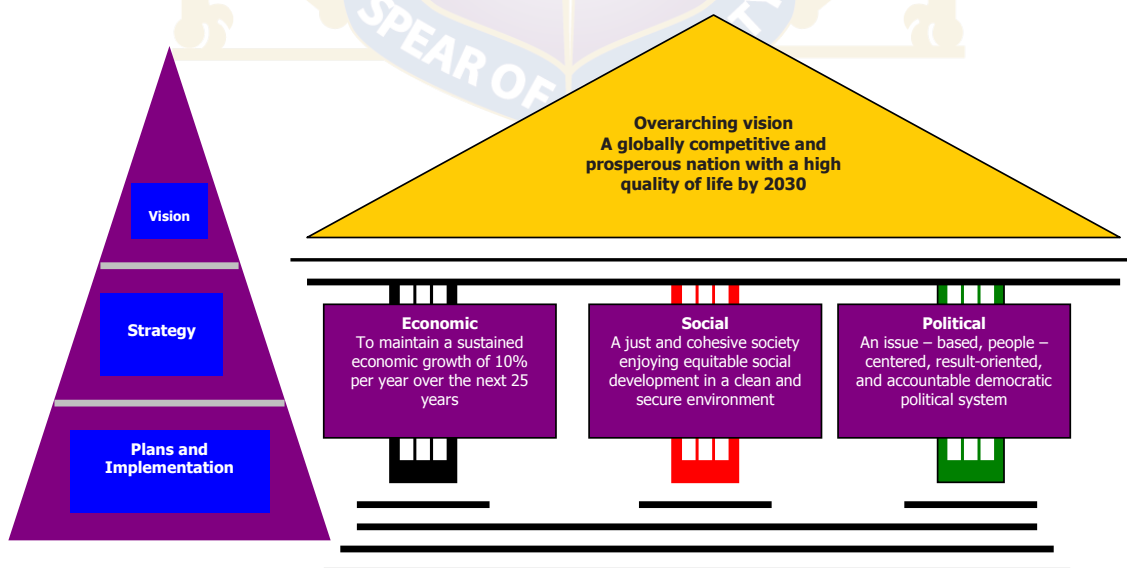 SPEAR OF
TY
Overarching vision
A globally competitive and
prosperous nation with a high
quality of life by 2030
Vision
Strategy
Plans and
Implementation
Economic
To maintain a sustained
economic growth of 10%
per year over the next 25
years
Social
A just and cohesive society
enjoying equitable social
development in a clean and
secure environment
Political
An issue – based, people –
centered, result-oriented,
and accountable democratic
political system